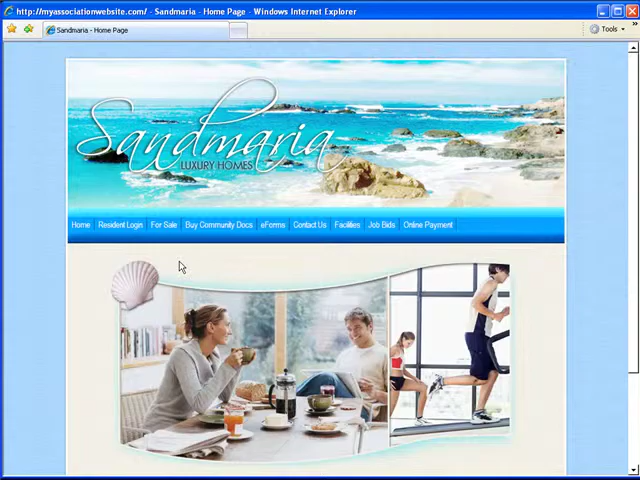 http://myassociationwebsite.com/ - Sandmaria - Home Page - Windows Internet Explorer
Sandmaria - Home Page
Tools
Sandmaria
LUXURY HOMES
Home Resident Login For Sale Buy Community Docs eForms Contact Us Facilities Job Bids Online Payment